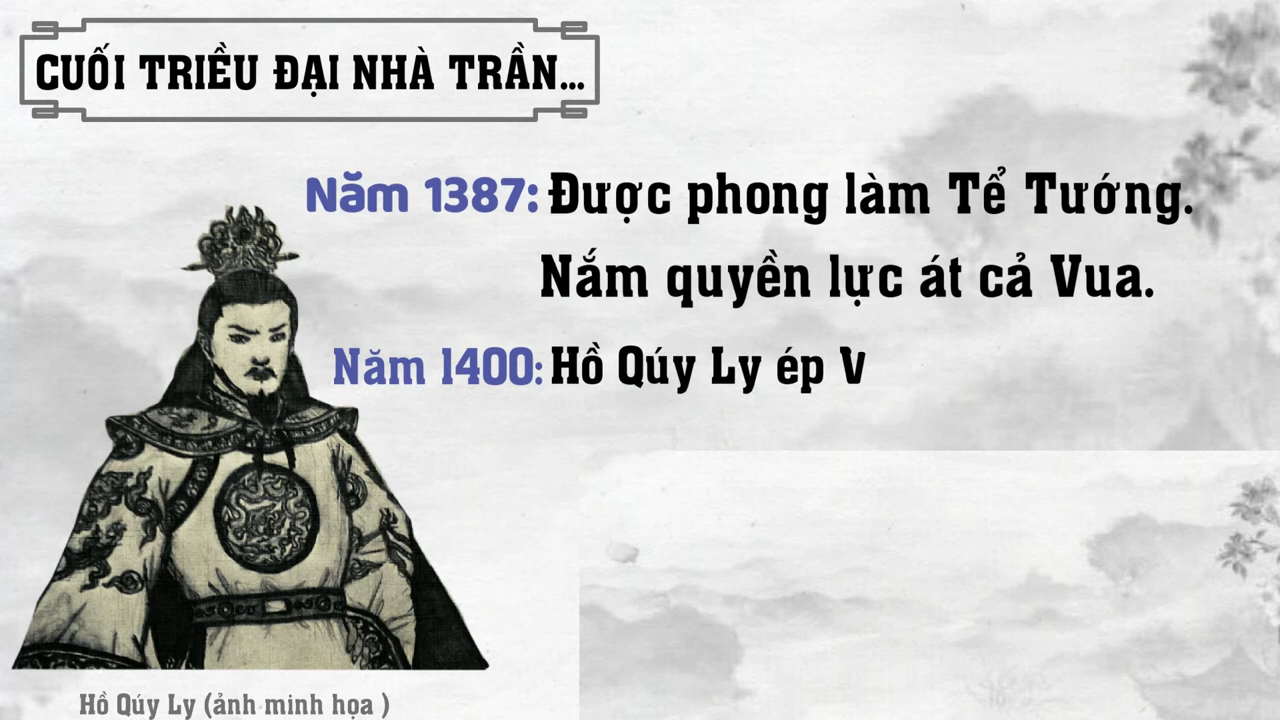 CUỐI TRIỀU ĐẠI NHÀ TRẦN...
Năm 1387: Được phong làm Tể Tướng.
Nắm quyền lực át cả Vua.
Năm 1400: Hồ Qúy Ly ép V
Hồ Qúy Ly (ảnh minh họa )